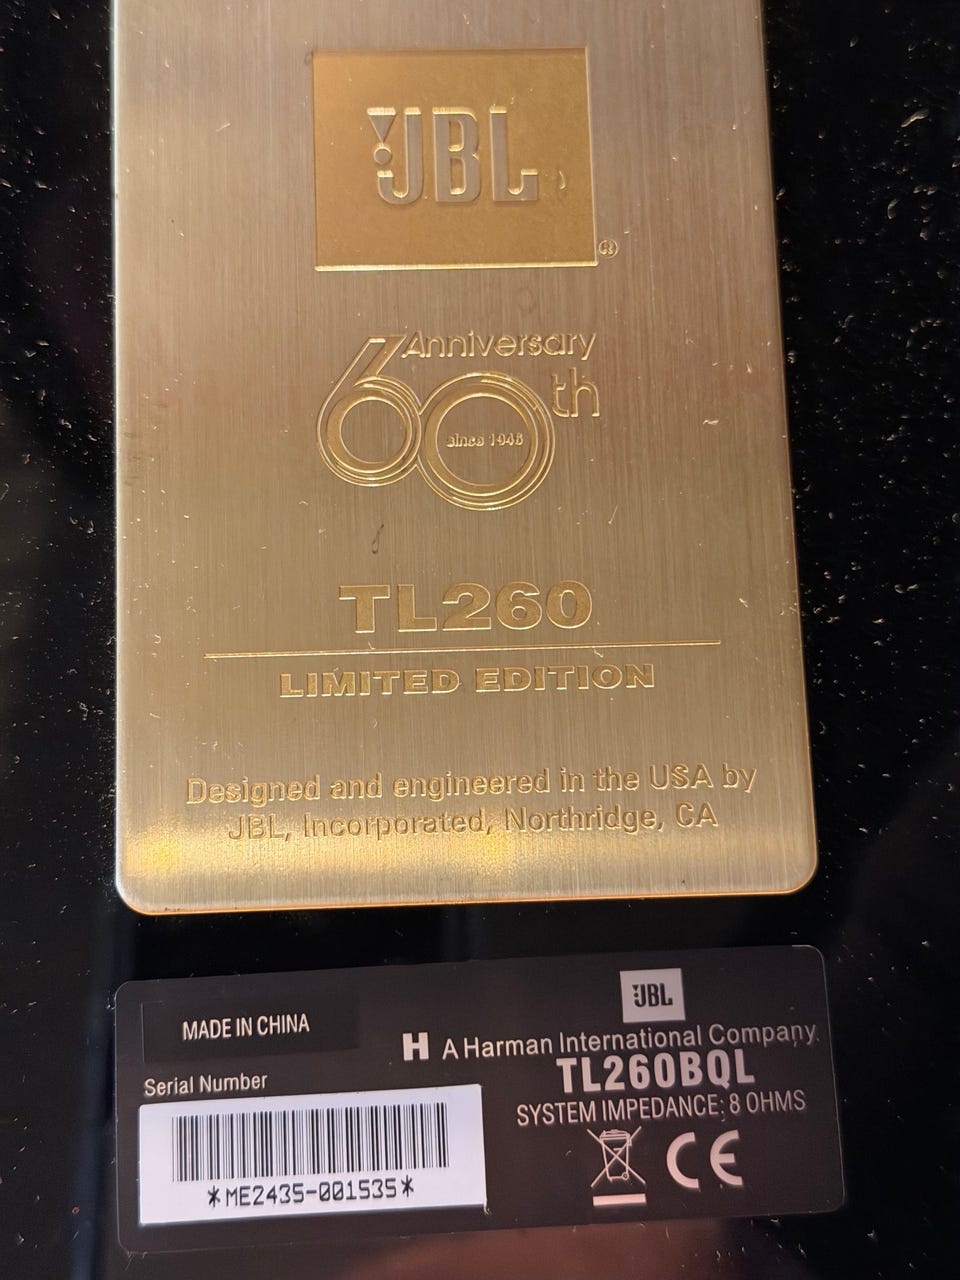 JBL
®
Anniversary
60th
since 1946
TL260
LIMITED EDITION
Designed and engineered in the USA by
JBL, Incorporated, Northridge, CA
JBL
MADE IN CHINA
H A Harman International Company
Serial Number
TL260BQL
SYSTEM IMPEDANCE: 8 OHMS
CE
*ME2435-001535*